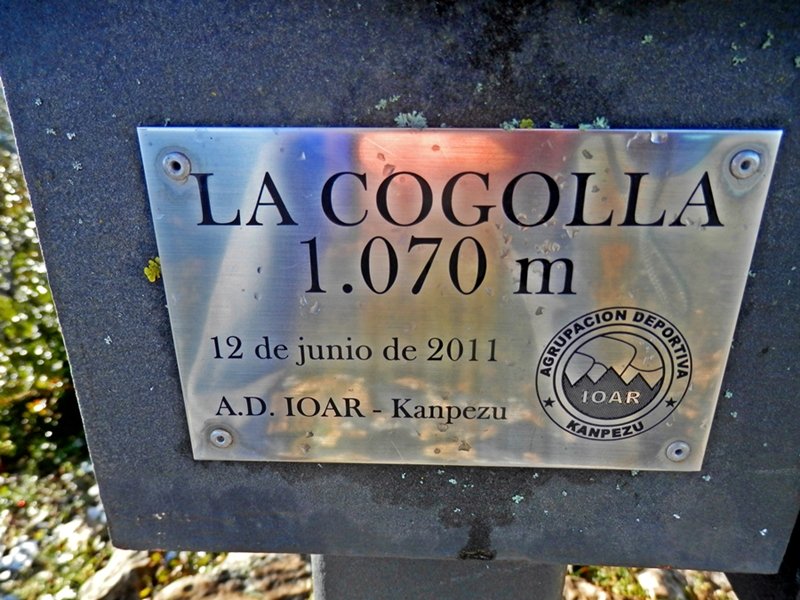 LA COGOLLA
1.070 m
12 de junio de 2011
A.D. IOAR - Kanpezu
AGRUPACION DEPORTIVA
IOAR
KANPEZU